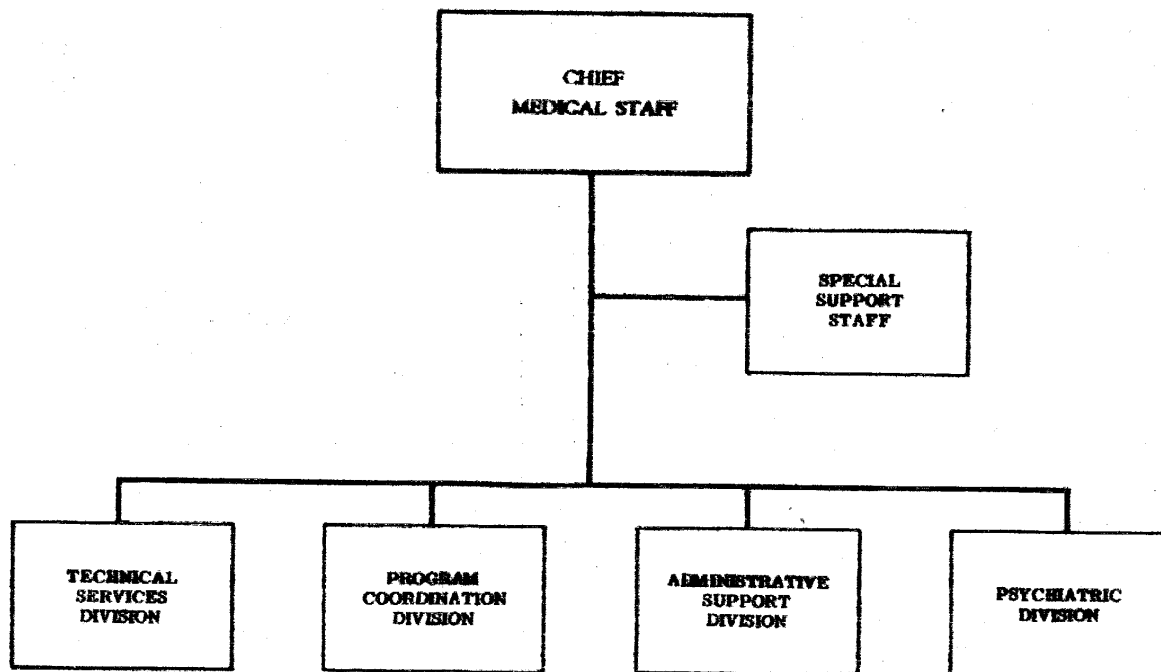 CHIEF
MEDICAL STAFF
SPECIAL
SUPPORT
STAFF
TECHNICAL
SERVICES
DIVISION
PROGRAM
COORDINATION
DIVISION
ADMINISTRATIVE
SUPPORT
DIVISION
PSYCHIATRIC
DIVISION